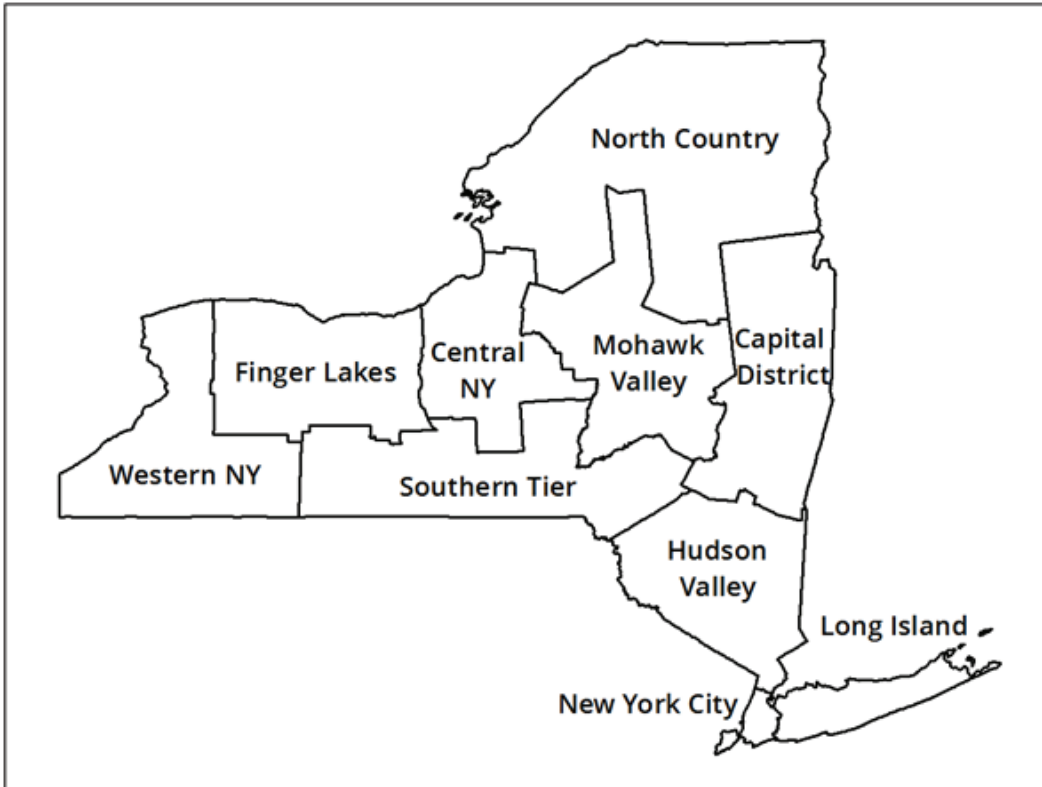 North Country
Mohawk
Valley
Capital
District
Central
NY
Finger Lakes
Western NY
Southern Tier
Hudson
Valley
Long Island
New York City